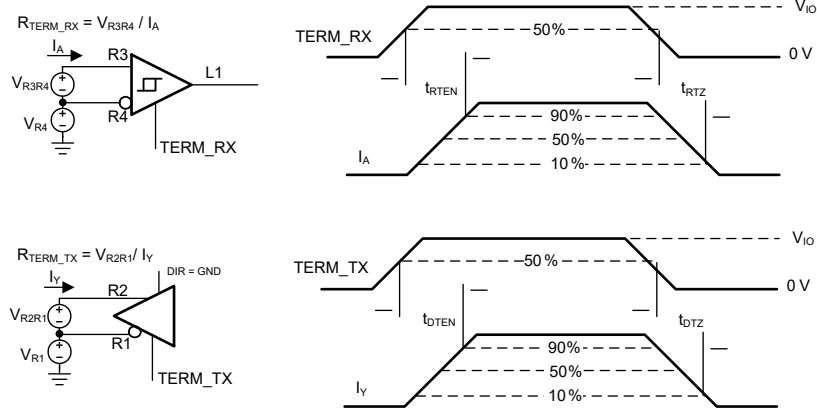 R_TERM_RX = V_R3R4 / I_A
I_A
R3
V_R3R4
R4
V_R4
L1
TERM_RX
TERM_RX
50%
V_IO
0 V
t_RTEN
t_RTZ
90%
50%
10%
I_A
R_TERM_TX = V_R2R1/ I_Y
I_Y
DIR = GND
R2
V_R2R1
R1
V_R1
TERM_TX
TERM_TX
50%
V_IO
0 V
t_DTEN
t_DTZ
90%
50%
10%
I_Y